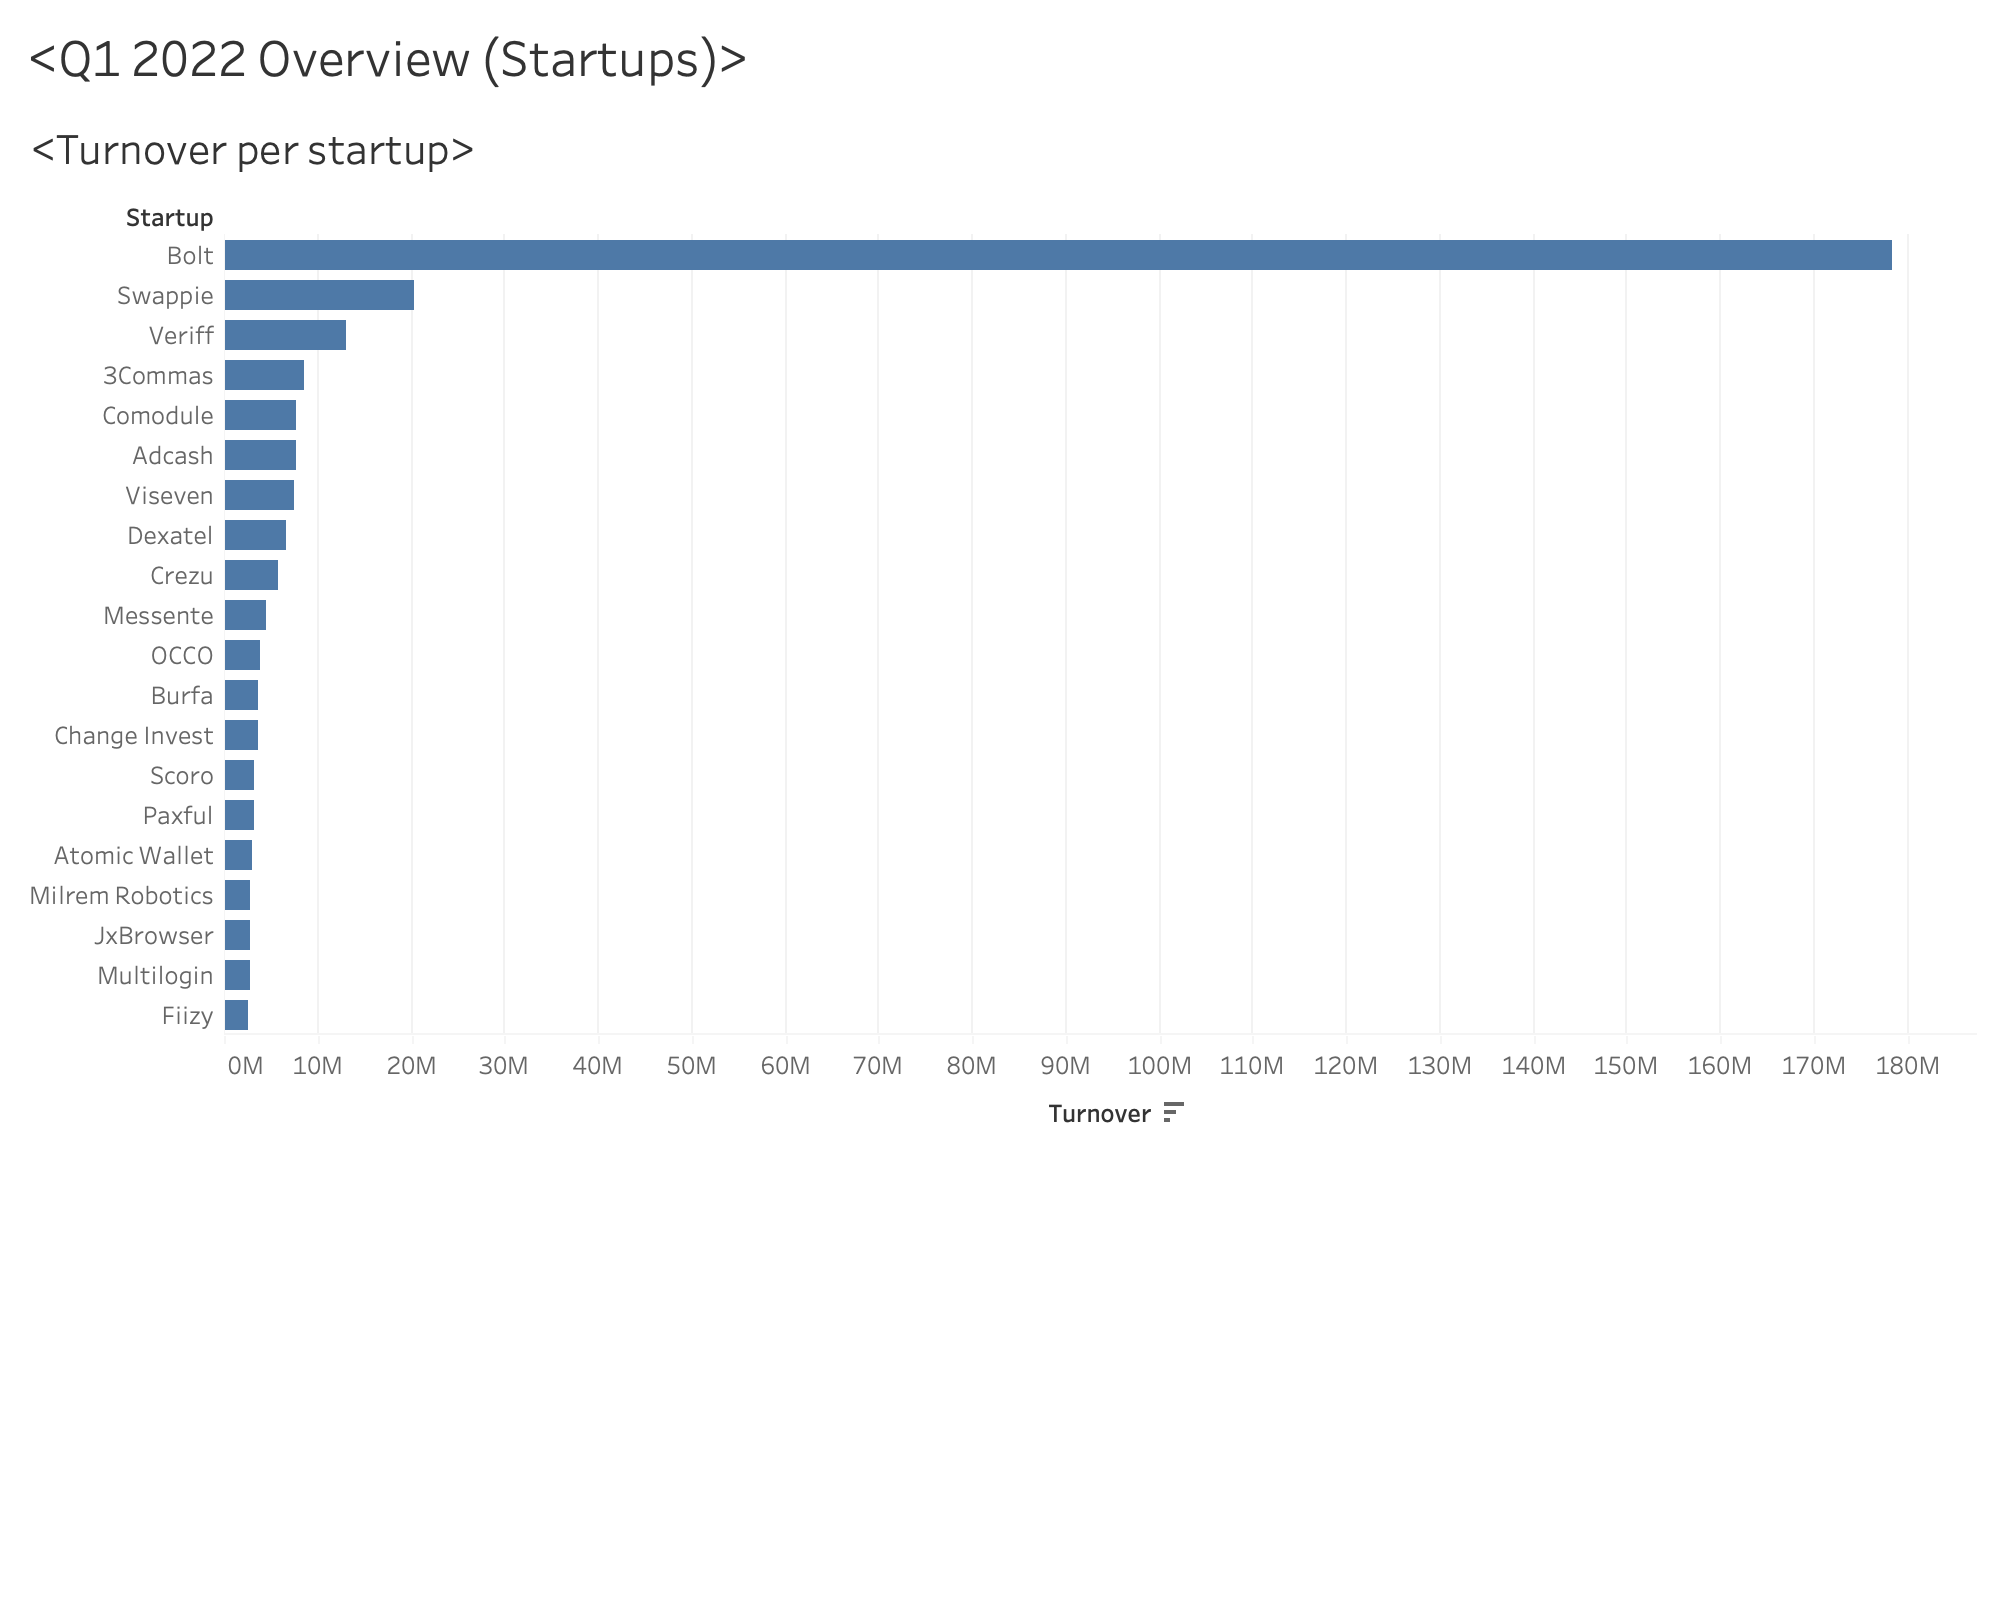 <Q1 2022 Overview (Startups)>
<Turnover per startup>
Startup
Bolt
Swappie
Veriff
3Commas
Comodule
Adcash
Viseven
Dexatel
Crezu
Messente
OCCO
Burfa
Change Invest
Scoro
Paxful
Atomic Wallet
Milrem Robotics
JxBrowser
Multilogin
Fiizy
0M 10M 20M 30M 40M 50M 60M 70M 80M 90M 100M 110M 120M 130M 140M 150M 160M 170M 180M
Turnover